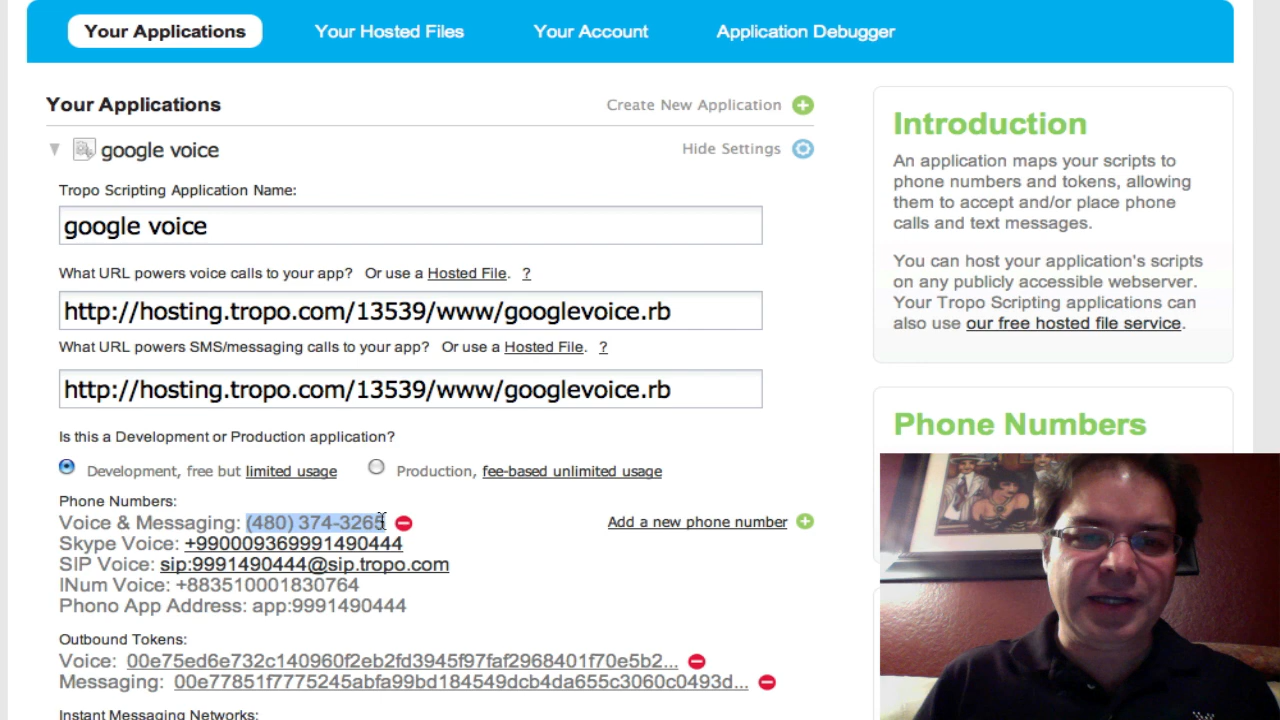 Your Applications Your Hosted Files Your Account Application Debugger
Your Applications
Create New Application
google voice
Hide Settings
Tropo Scripting Application Name:
google voice
What URL powers voice calls to your app? Or use a Hosted File. ?
http://hosting.tropo.com/13539/www/googlevoice.rb
What URL powers SMS/messaging calls to your app? Or use a Hosted File. ?
http://hosting.tropo.com/13539/www/googlevoice.rb
Is this a Development or Production application?
Development, free but limited usage Production, fee-based unlimited usage
Phone Numbers:
Voice & Messaging: (480) 374-3265
Add a new phone number
Skype Voice: +990009369991490444
SIP Voice: sip:9991490444@sip.tropo.com
INum Voice: +883510001830764
Phono App Address: app:9991490444
Outbound Tokens:
Voice: 00e75ed6e732c140960f2eb2fd3945f97faf2968401f70e5b2...
Messaging: 00e77851f7775245abfa99bd184549dcb4da655c3060c0493d...
Instant Messaging Networks:
Introduction
An application maps your scripts to
phone numbers and tokens, allowing
them to accept and/or place phone
calls and text messages.
You can host your application's scripts
on any publicly accessible webserver.
Your Tropo Scripting applications can
also use our free hosted file service.
Phone Numbers